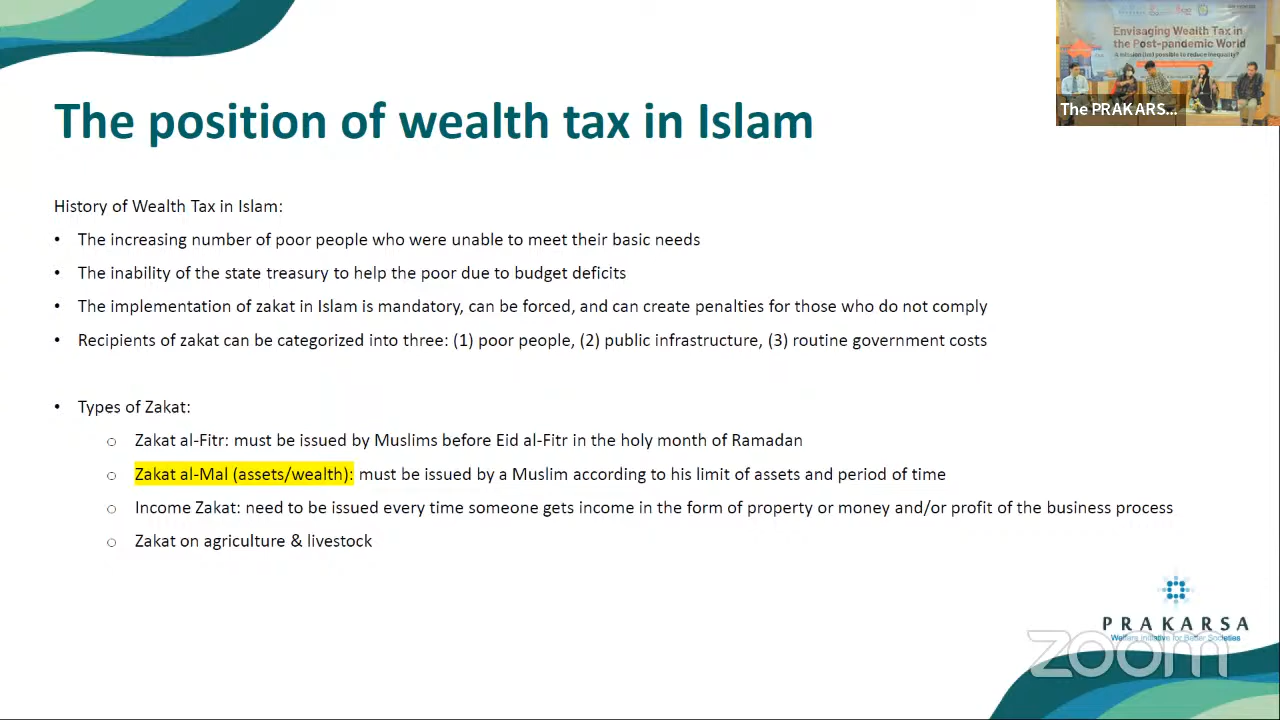 Envisaging Wealth Tax in
the Post-pandemic World
A mission (im) possible to reduce inequality?
The PRAKARS...
The position of wealth tax in Islam
History of Wealth Tax in Islam:
• The increasing number of poor people who were unable to meet their basic needs
• The inability of the state treasury to help the poor due to budget deficits
• The implementation of zakat in Islam is mandatory, can be forced, and can create penalties for those who do not comply
• Recipients of zakat can be categorized into three: (1) poor people, (2) public infrastructure, (3) routine government costs
• Types of Zakat:
○ Zakat al-Fitr: must be issued by Muslims before Eid al-Fitr in the holy month of Ramadan
○ Zakat al-Mal (assets/wealth): must be issued by a Muslim according to his limit of assets and period of time
○ Income Zakat: need to be issued every time someone gets income in the form of property or money and/or profit of the business process
○ Zakat on agriculture & livestock
PRAKARSA
Welfare Initiative for Better Societies
zoom